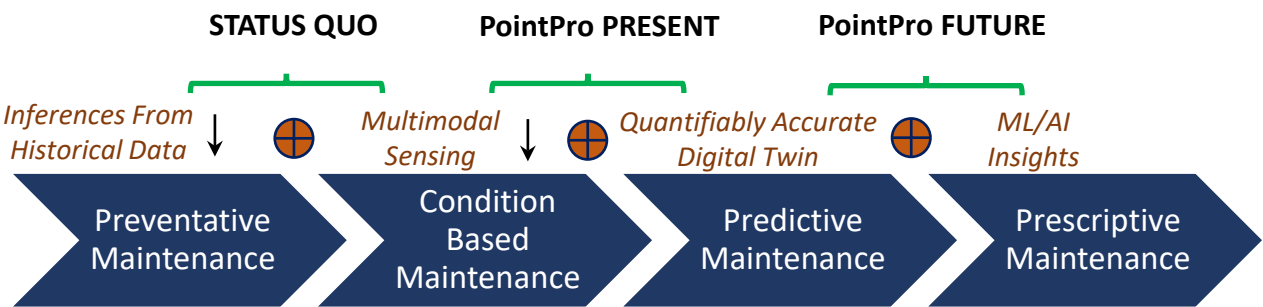 STATUS QUO
PointPro PRESENT
PointPro FUTURE
Inferences From
Historical Data
Multimodal
Sensing
Quantifiably Accurate
Digital Twin
ML/AI
Insights
Preventative
Maintenance
Condition
Based
Maintenance
Predictive
Maintenance
Prescriptive
Maintenance